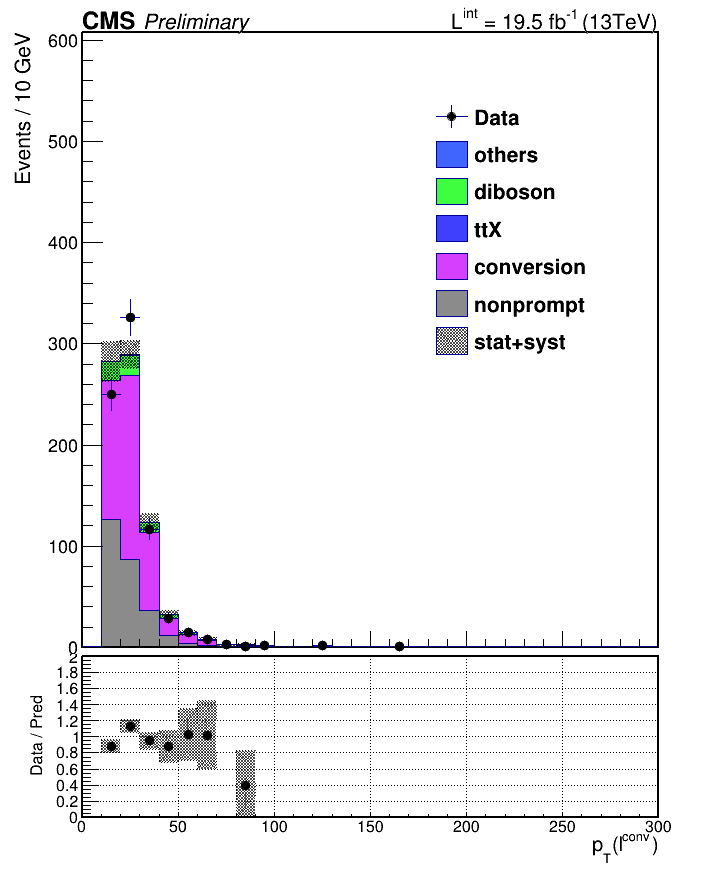 CMS Preliminary
L^int = 19.5 fb^-1 (13TeV)
Events / 10 GeV
600
500
400
300
200
100
0
Data
others
diboson
ttX
conversion
nonprompt
stat+syst
Data / Pred
2
1.8
1.6
1.4
1.2
1
0.8
0.6
0.4
0.2
0
0 50 100 150 200 250 300
p_T(l^conv)